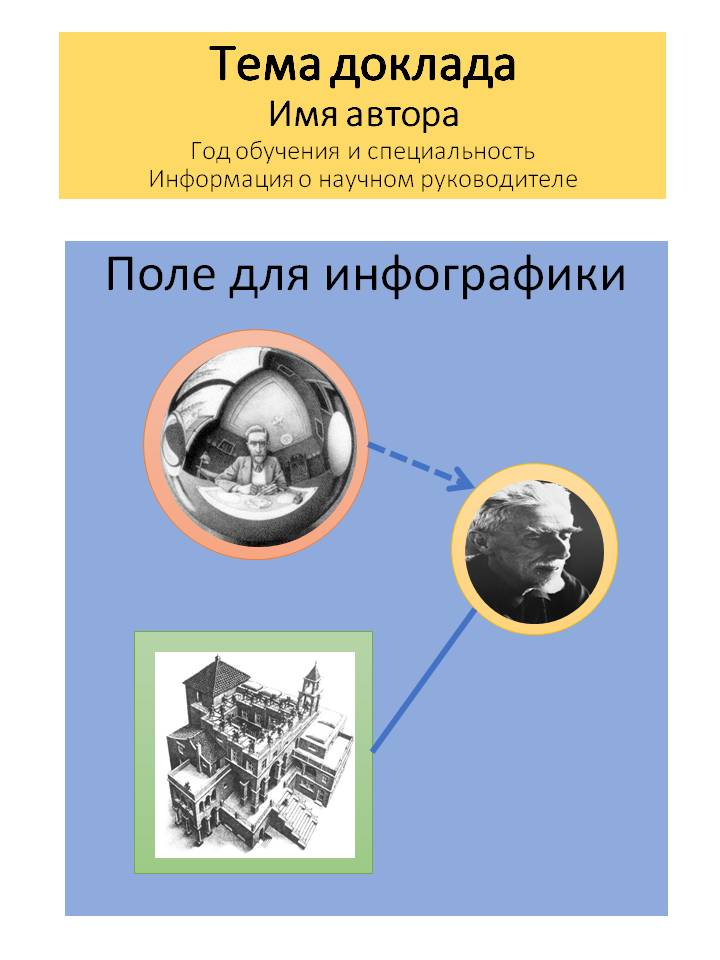 Тема доклада
Имя автора
Год обучения и специальность
Информация о научном руководителе
Поле для инфографики